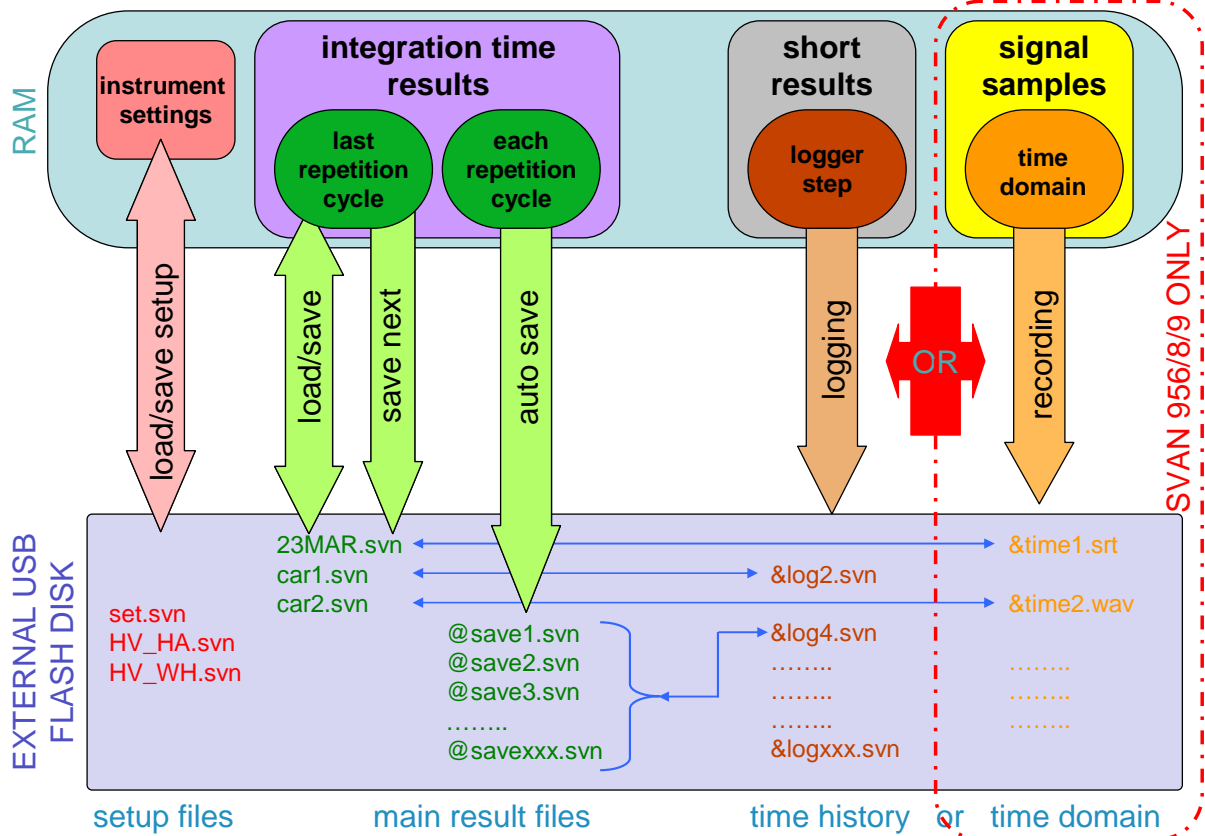 RAM
instrument
settings
integration time
results
last
repetition
cycle
each
repetition
cycle
short
results
logger
step
signal
samples
time
domain
load/save setup
load/save
save next
auto save
logging
OR
recording
SVAN 956/8/9 ONLY
EXTERNAL USB
FLASH DISK
set.svn
HV_HA.svn
HV_WH.svn
23MAR.svn
car1.svn
car2.svn
@save1.svn
@save2.svn
@save3.svn
……..
@savexxx.svn
&log2.svn
&log4.svn
……..
……..
……..
&logxxx.svn
&time1.srt
&time2.wav
……..
……..
……..
setup files
main result files
time history
or
time domain